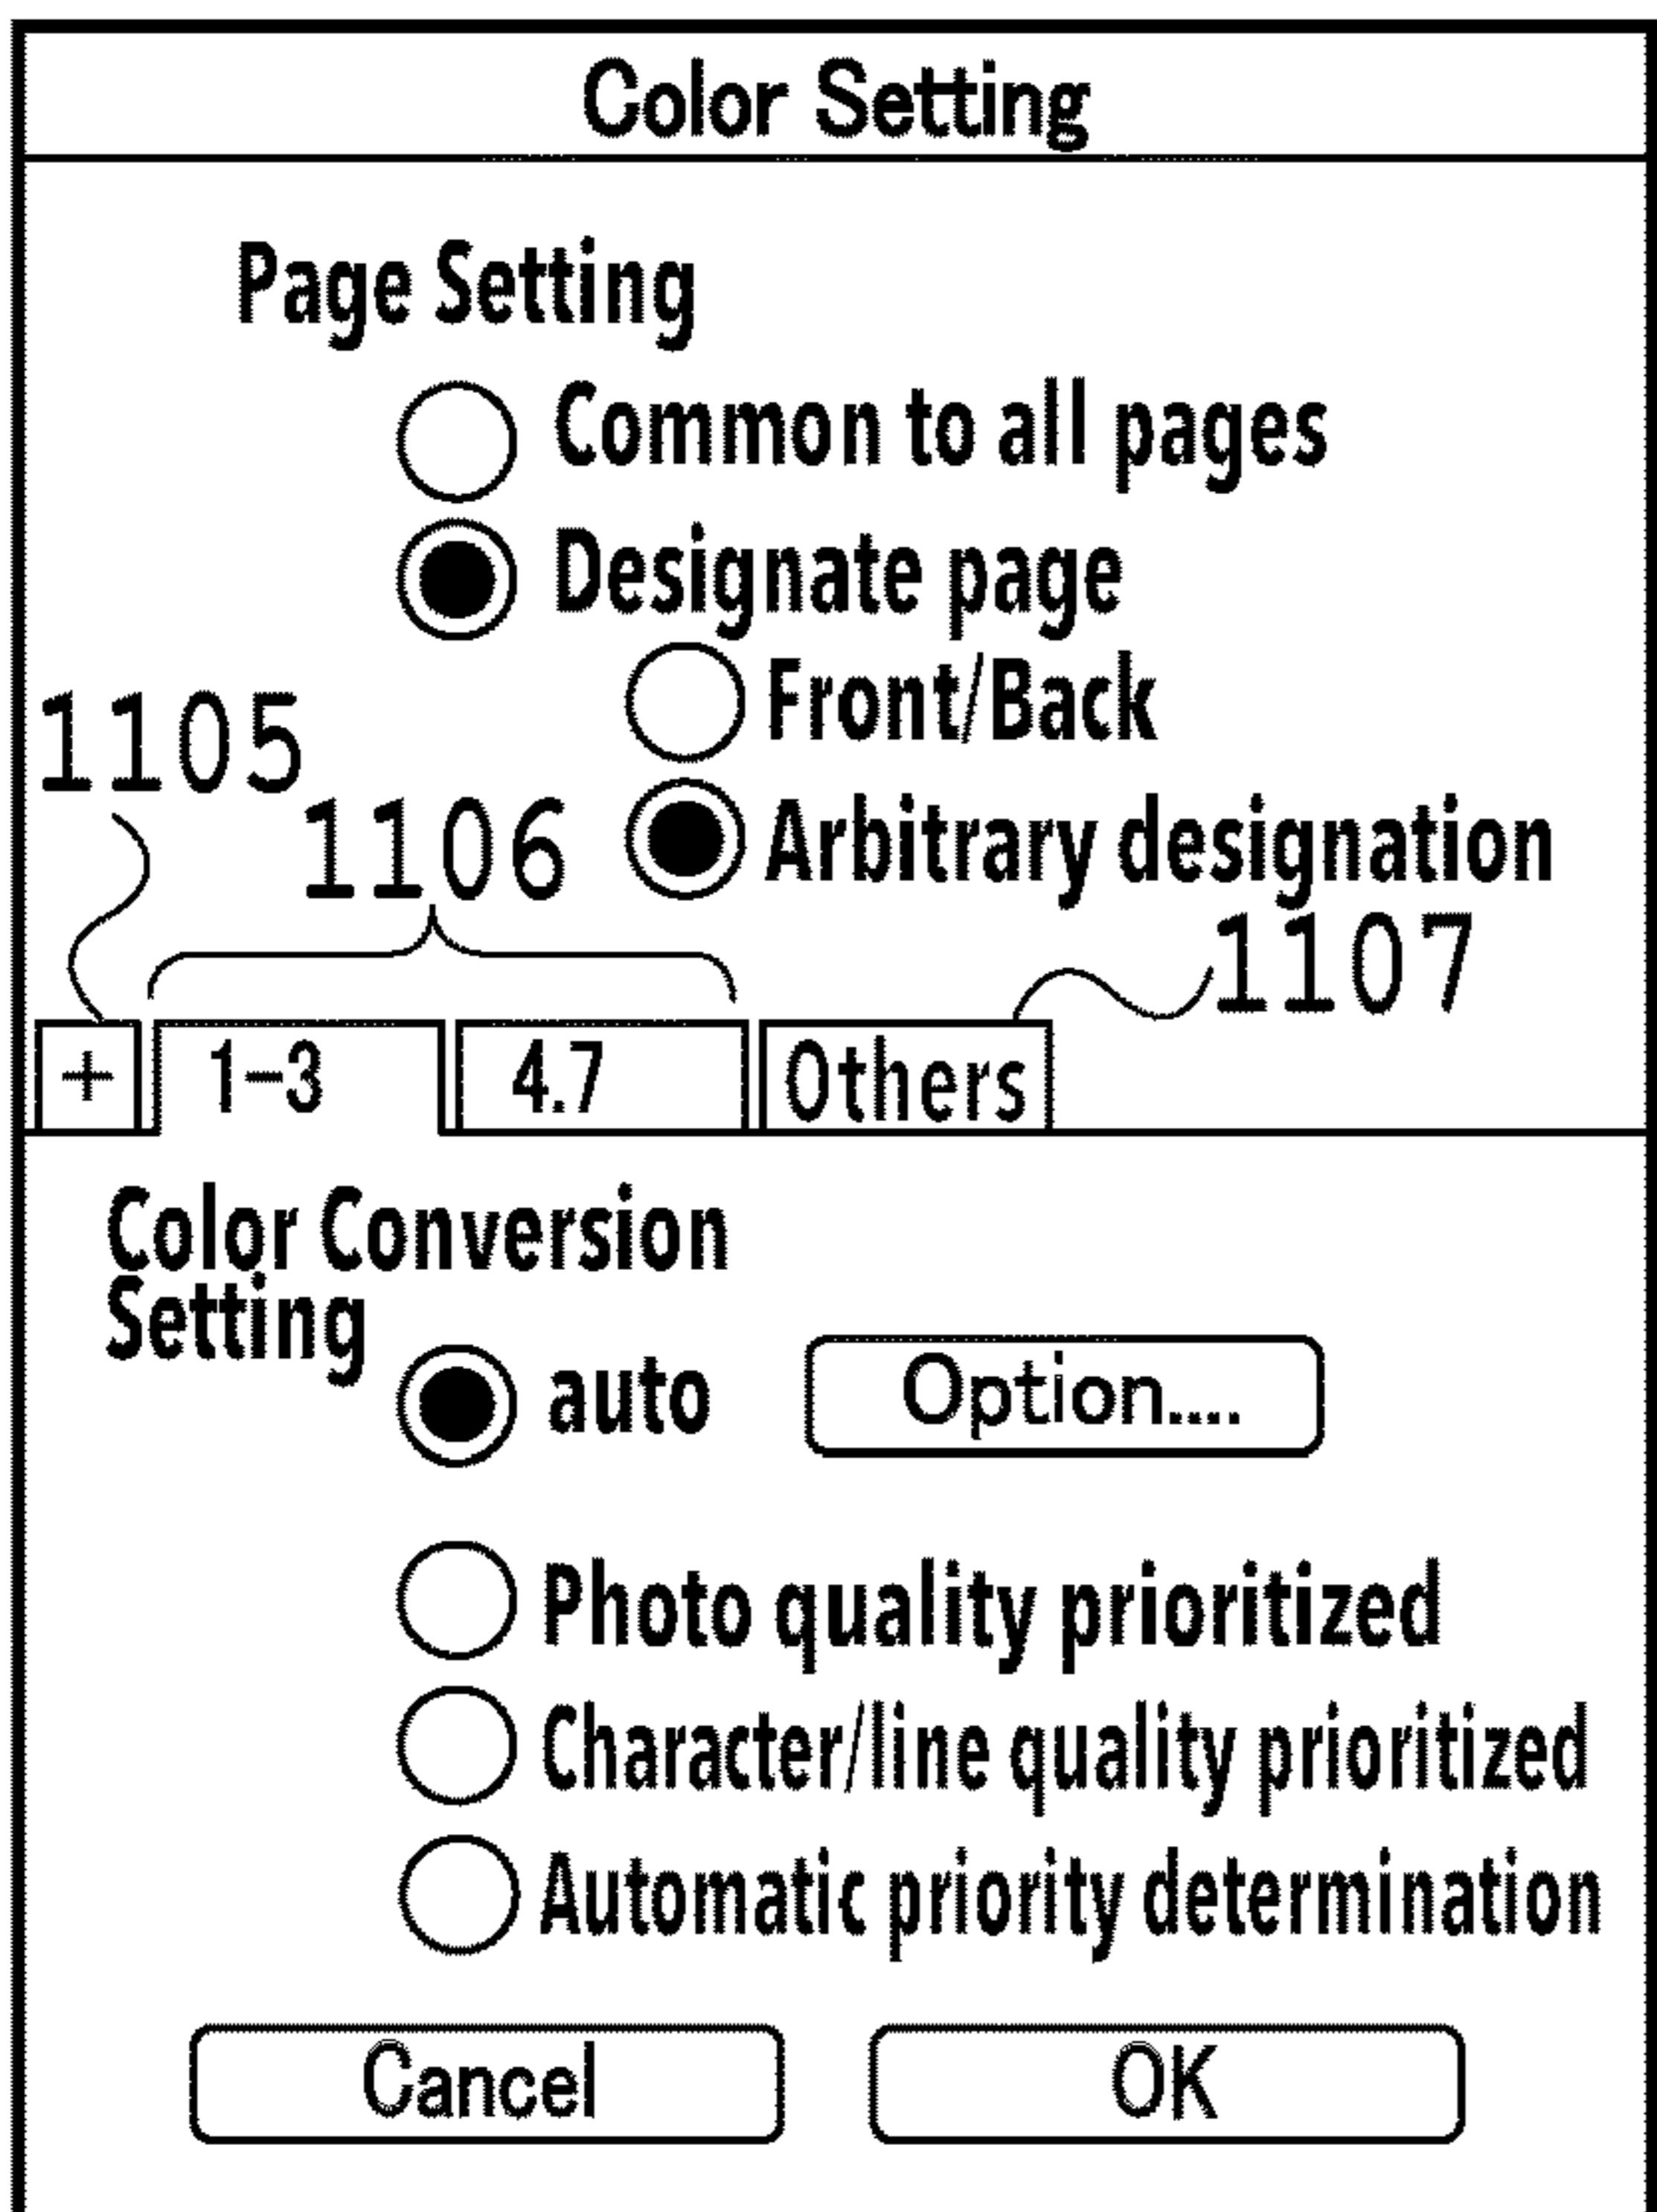 Color Setting
Page Setting
Common to all pages
Designate page
Front/Back
1105
1106
Arbitrary designation
1107
+ 1-3 4.7 Others
Color Conversion
Setting
auto Option....
Photo quality prioritized
Character/line quality prioritized
Automatic priority determination
Cancel OK